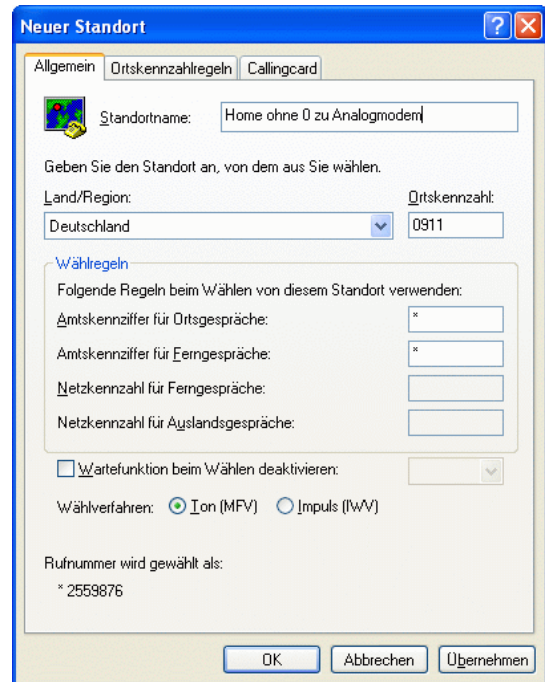 Neuer Standort
Allgemein Ortskennzahlregeln Callingcard
Standortname: Home ohne 0 zu Analogmodem
Geben Sie den Standort an, von dem aus Sie wählen.
Land/Region: Ortskennzahl:
Deutschland 0911
Wählregeln
Folgende Regeln beim Wählen von diesem Standort verwenden:
Amtskennziffer für Ortsgespräche: *
Amtskennziffer für Ferngespräche: *
Netzkennzahl für Ferngespräche:
Netzkennzahl für Auslandsgespräche:
Wartefunktion beim Wählen deaktivieren:
Wählverfahren: Ton (MFV) Impuls (IWV)
Rufnummer wird gewählt als:
* 2559876
OK Abbrechen Übernehmen